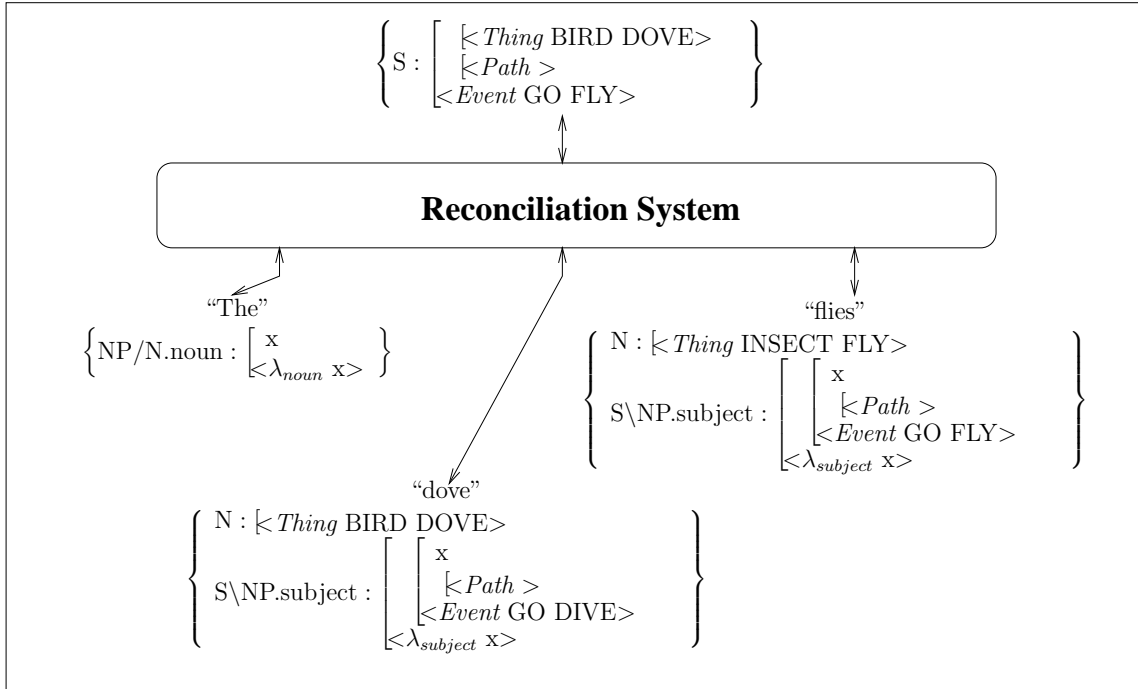 [<Thing BIRD DOVE>
S : [<Path >
<Event GO FLY>
Reconciliation System
“The”
“flies”
x
NP/N.noun :
<λnoun x>
N : [<Thing INSECT FLY>
x
S\NP.subject : [<Path >
<Event GO FLY>
<λsubject x>
“dove”
N : [<Thing BIRD DOVE>
x
S\NP.subject : [<Path >
<Event GO DIVE>
<λsubject x>